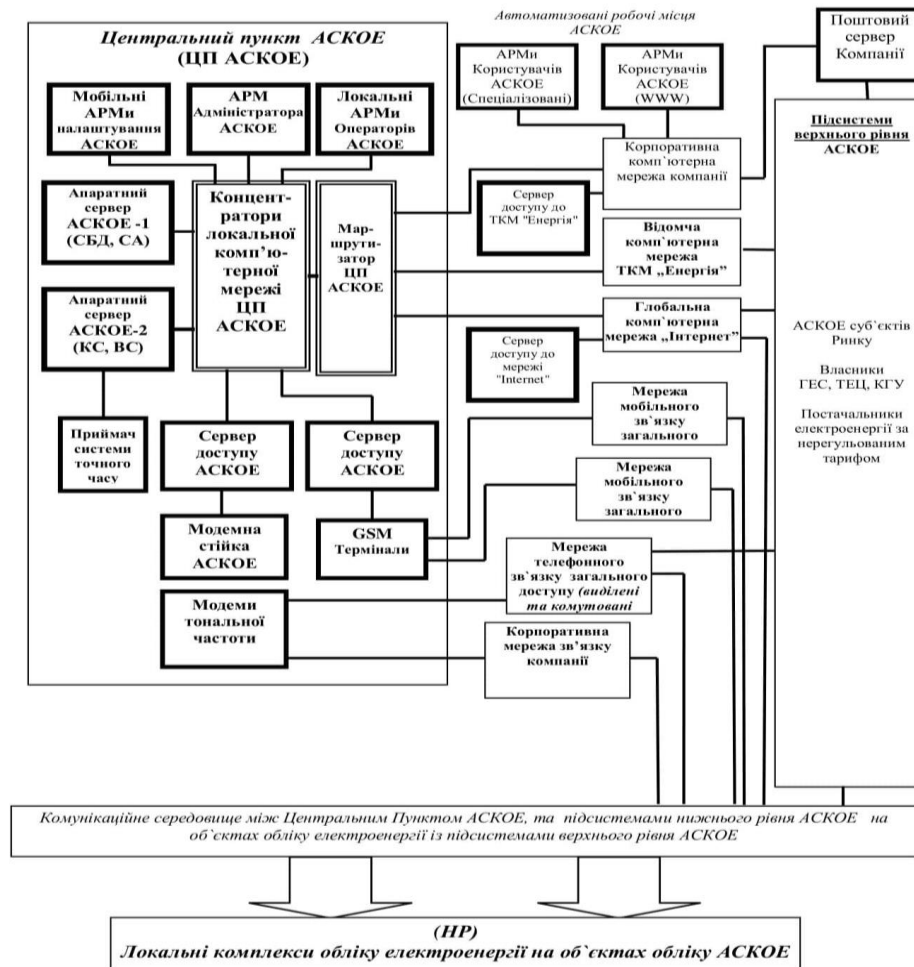 Центральний пункт АСКОЕ
(ЦП АСКОЕ)
Мобільні
АРМи
налаштування
АСКОЕ
АРМ
Адміністратора
АСКОЕ
Локальні
АРМи
Операторів
АСКОЕ
Апаратний
сервер
АСКОЕ -1
(СБД, СА)
Концент-
ратори
локальної
комп’ю-
терної
мережі
ЦП
АСКОЕ
Мар-
шрути-
затор
ЦП
АСКОЕ
Апаратний
сервер
АСКОЕ-2
(КС, ВС)
Приймач
системи
точного
часу
Сервер
доступу
АСКОЕ
Сервер
доступу
АСКОЕ
Модемна
стійка
АСКОЕ
GSM
Термінали
Модеми
тональної
частоти
Автоматизовані робочі місця
АСКОЕ
АРМи
Користувачів
АСКОЕ
(Спеціалізовані)
АРМи
Користувачів
АСКОЕ
(WWW)
Корпоративна
комп`ютерна
мережа компанії
Сервер
доступу до
ТКМ "Енергія"
Відомча
комп`ютерна
мережа
ТКМ „Енергія”
Глобальна
комп`ютерна
мережа „Інтернет”
Сервер
доступу до
мережі
"Internet"
Мережа
мобільного
зв`язку
загального
Мережа
мобільного
зв`язку
загального
Мережа
телефонного
зв`язку загального
доступу (виділені
та комутовані
Корпоративна
мережа зв’язку
компанії
Поштовий
сервер
Компанії
Підсистеми
верхнього рівня
АСКОЕ
АСКОЕ суб`єктів
Ринку
Власники
ГЕС, ТЕЦ, КГУ
Постачальники
електроенергії за
нерегульованим
тарифом
Комунікаційне середовище між Центральним Пунктом АСКОЕ, та підсистемами нижнього рівня АСКОЕ на
об`єктах обліку електроенергії із підсистемами верхнього рівня АСКОЕ
(НР)
Локальні комплекси обліку електроенергії на об`єктах обліку АСКОЕ